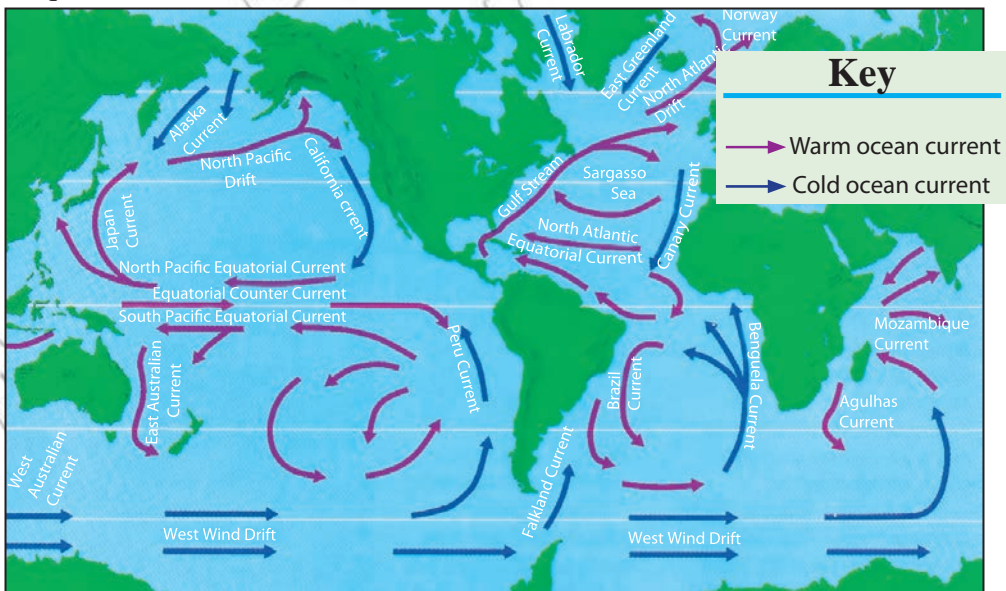 Labrador
Current
East Greenland
Current
Norway
Current
North Atlantic
Drift
Key
Warm ocean current
Cold ocean current
Alaska
Current
North Pacific
Drift
California crrent
Japan
Current
Gulf Stream
Sargasso
Sea
Canary Current
North Atlantic
Equatorial Current
North Pacific Equatorial Current
Equatorial Counter Current
South Pacific Equatorial Current
Peru Current
East Australian
Current
Brazil
Current
Benguela Current
Mozambique
Current
Agulhas
Current
West
Australian
Current
Falkland Current
West Wind Drift
West Wind Drift